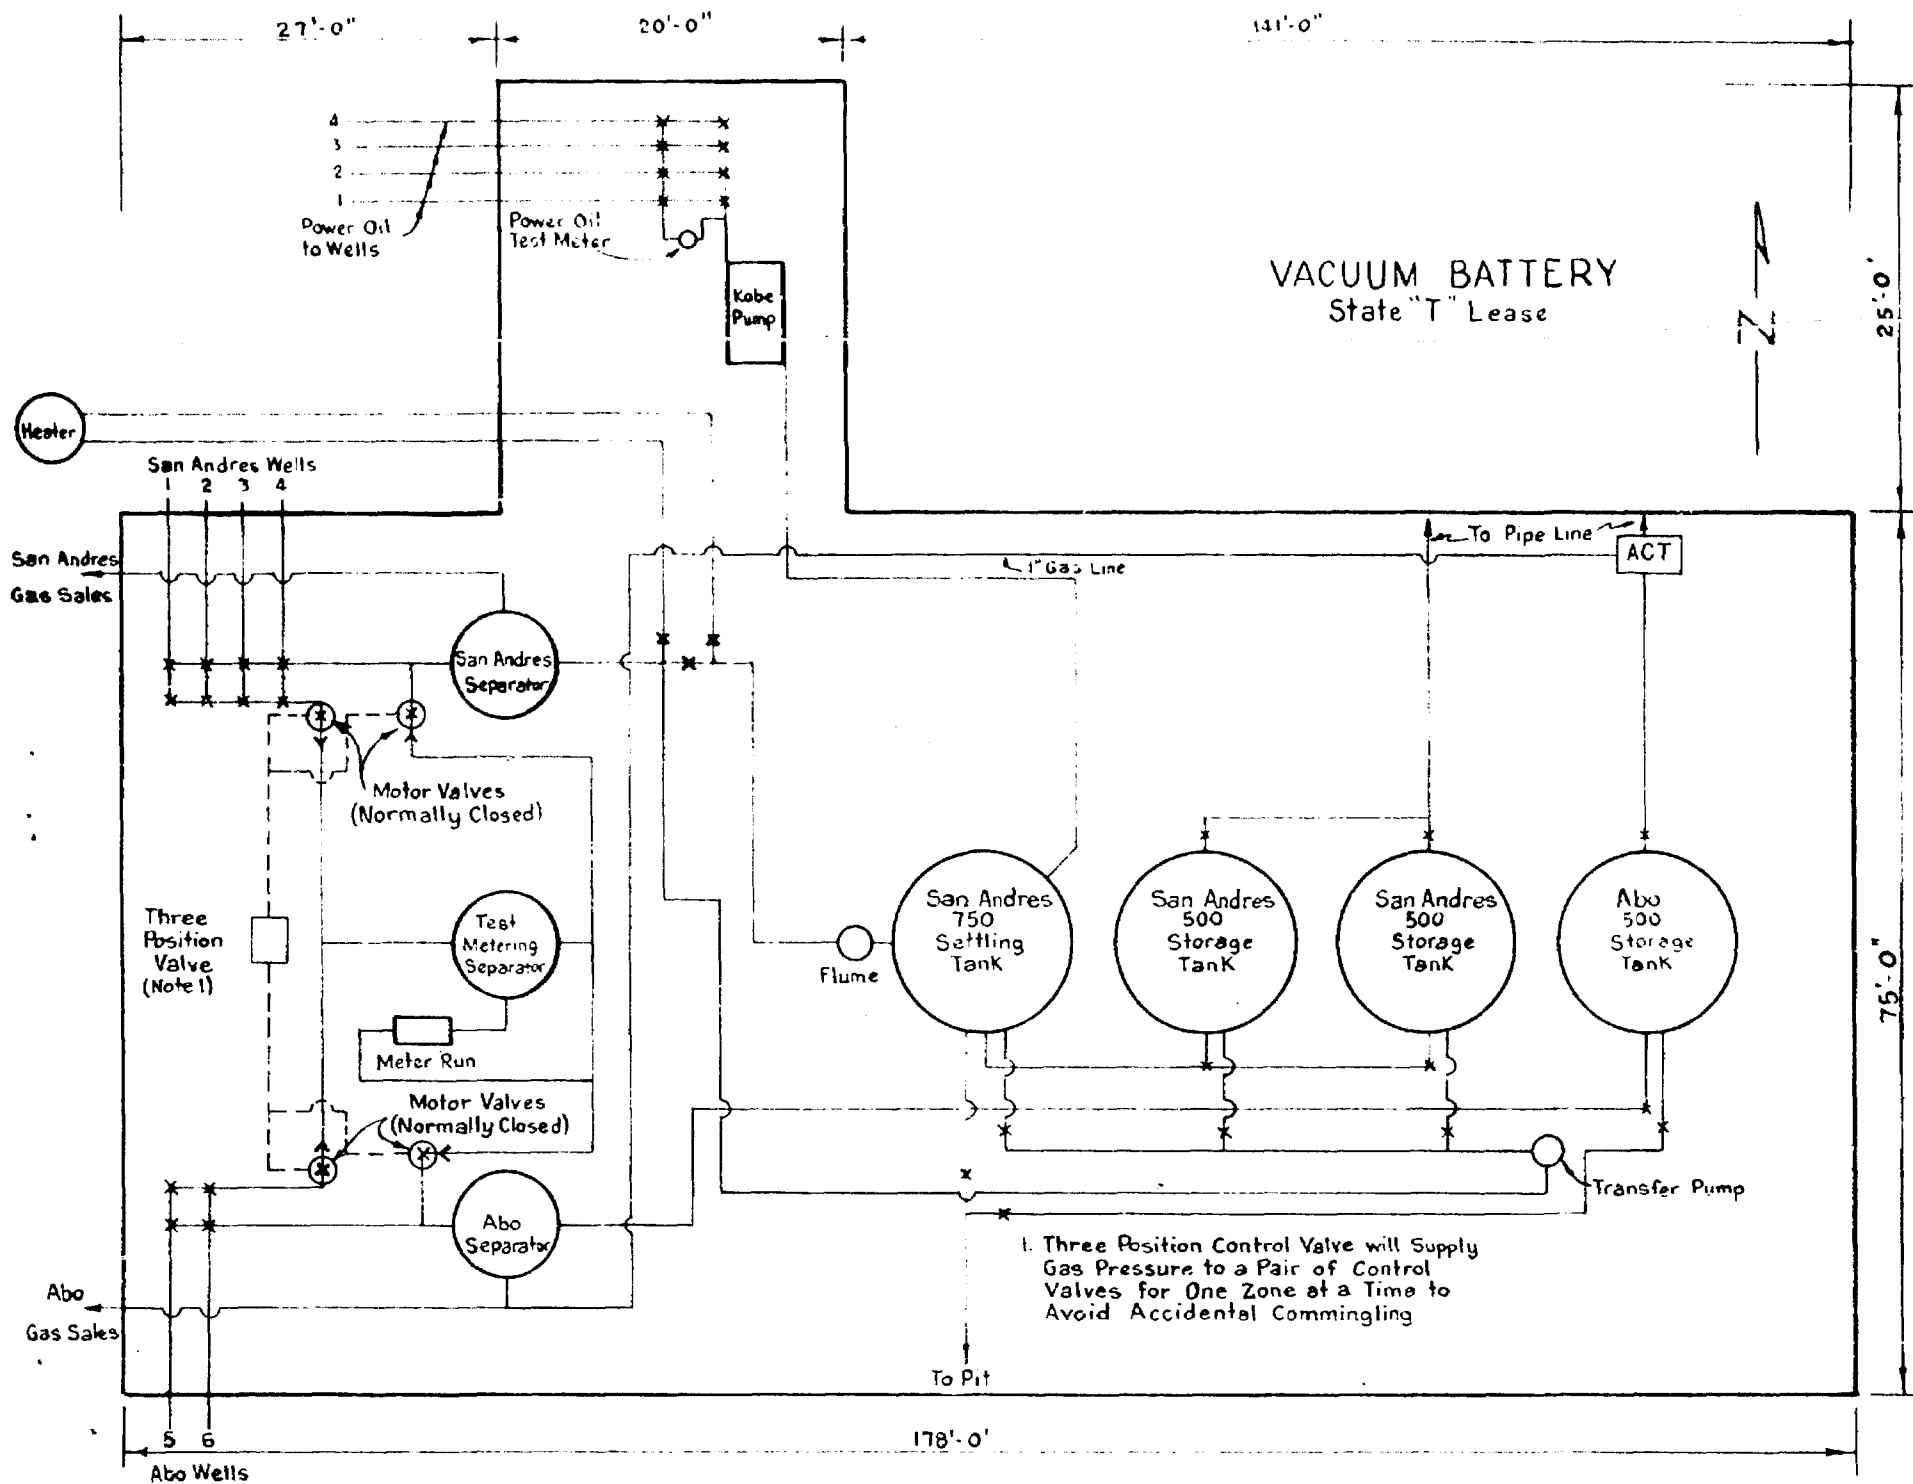 27'-0"
20'-0"
141'-0"
4
3
2
1
Power Oil
to Wells
Power Oil
Test Meter
Kobe
Pump
VACUUM BATTERY
State "T" Lease
N
25'-0'
Heater
San Andres Wells
1 2 3 4
San Andres
Gas Sales
San Andres
Separator
1" Gas Line
To Pipe Line
ACT
Motor Valves
(Normally Closed)
Three
Position
Valve
(Note 1)
Test
Metering
Separator
Meter Run
Flume
San Andres
750
Settling
Tank
San Andres
500
Storage
Tank
San Andres
500
Storage
Tank
Abo
500
Storage
Tank
75'-0"
Motor Valves
(Normally Closed)
Transfer Pump
Abo
Separator
1. Three Position Control Valve will Supply
Gas Pressure to a Pair of Control
Valves for One Zone at a Time to
Avoid Accidental Commingling
Abo
Gas Sales
To Pit
5 6
Abo Wells
178'-0'